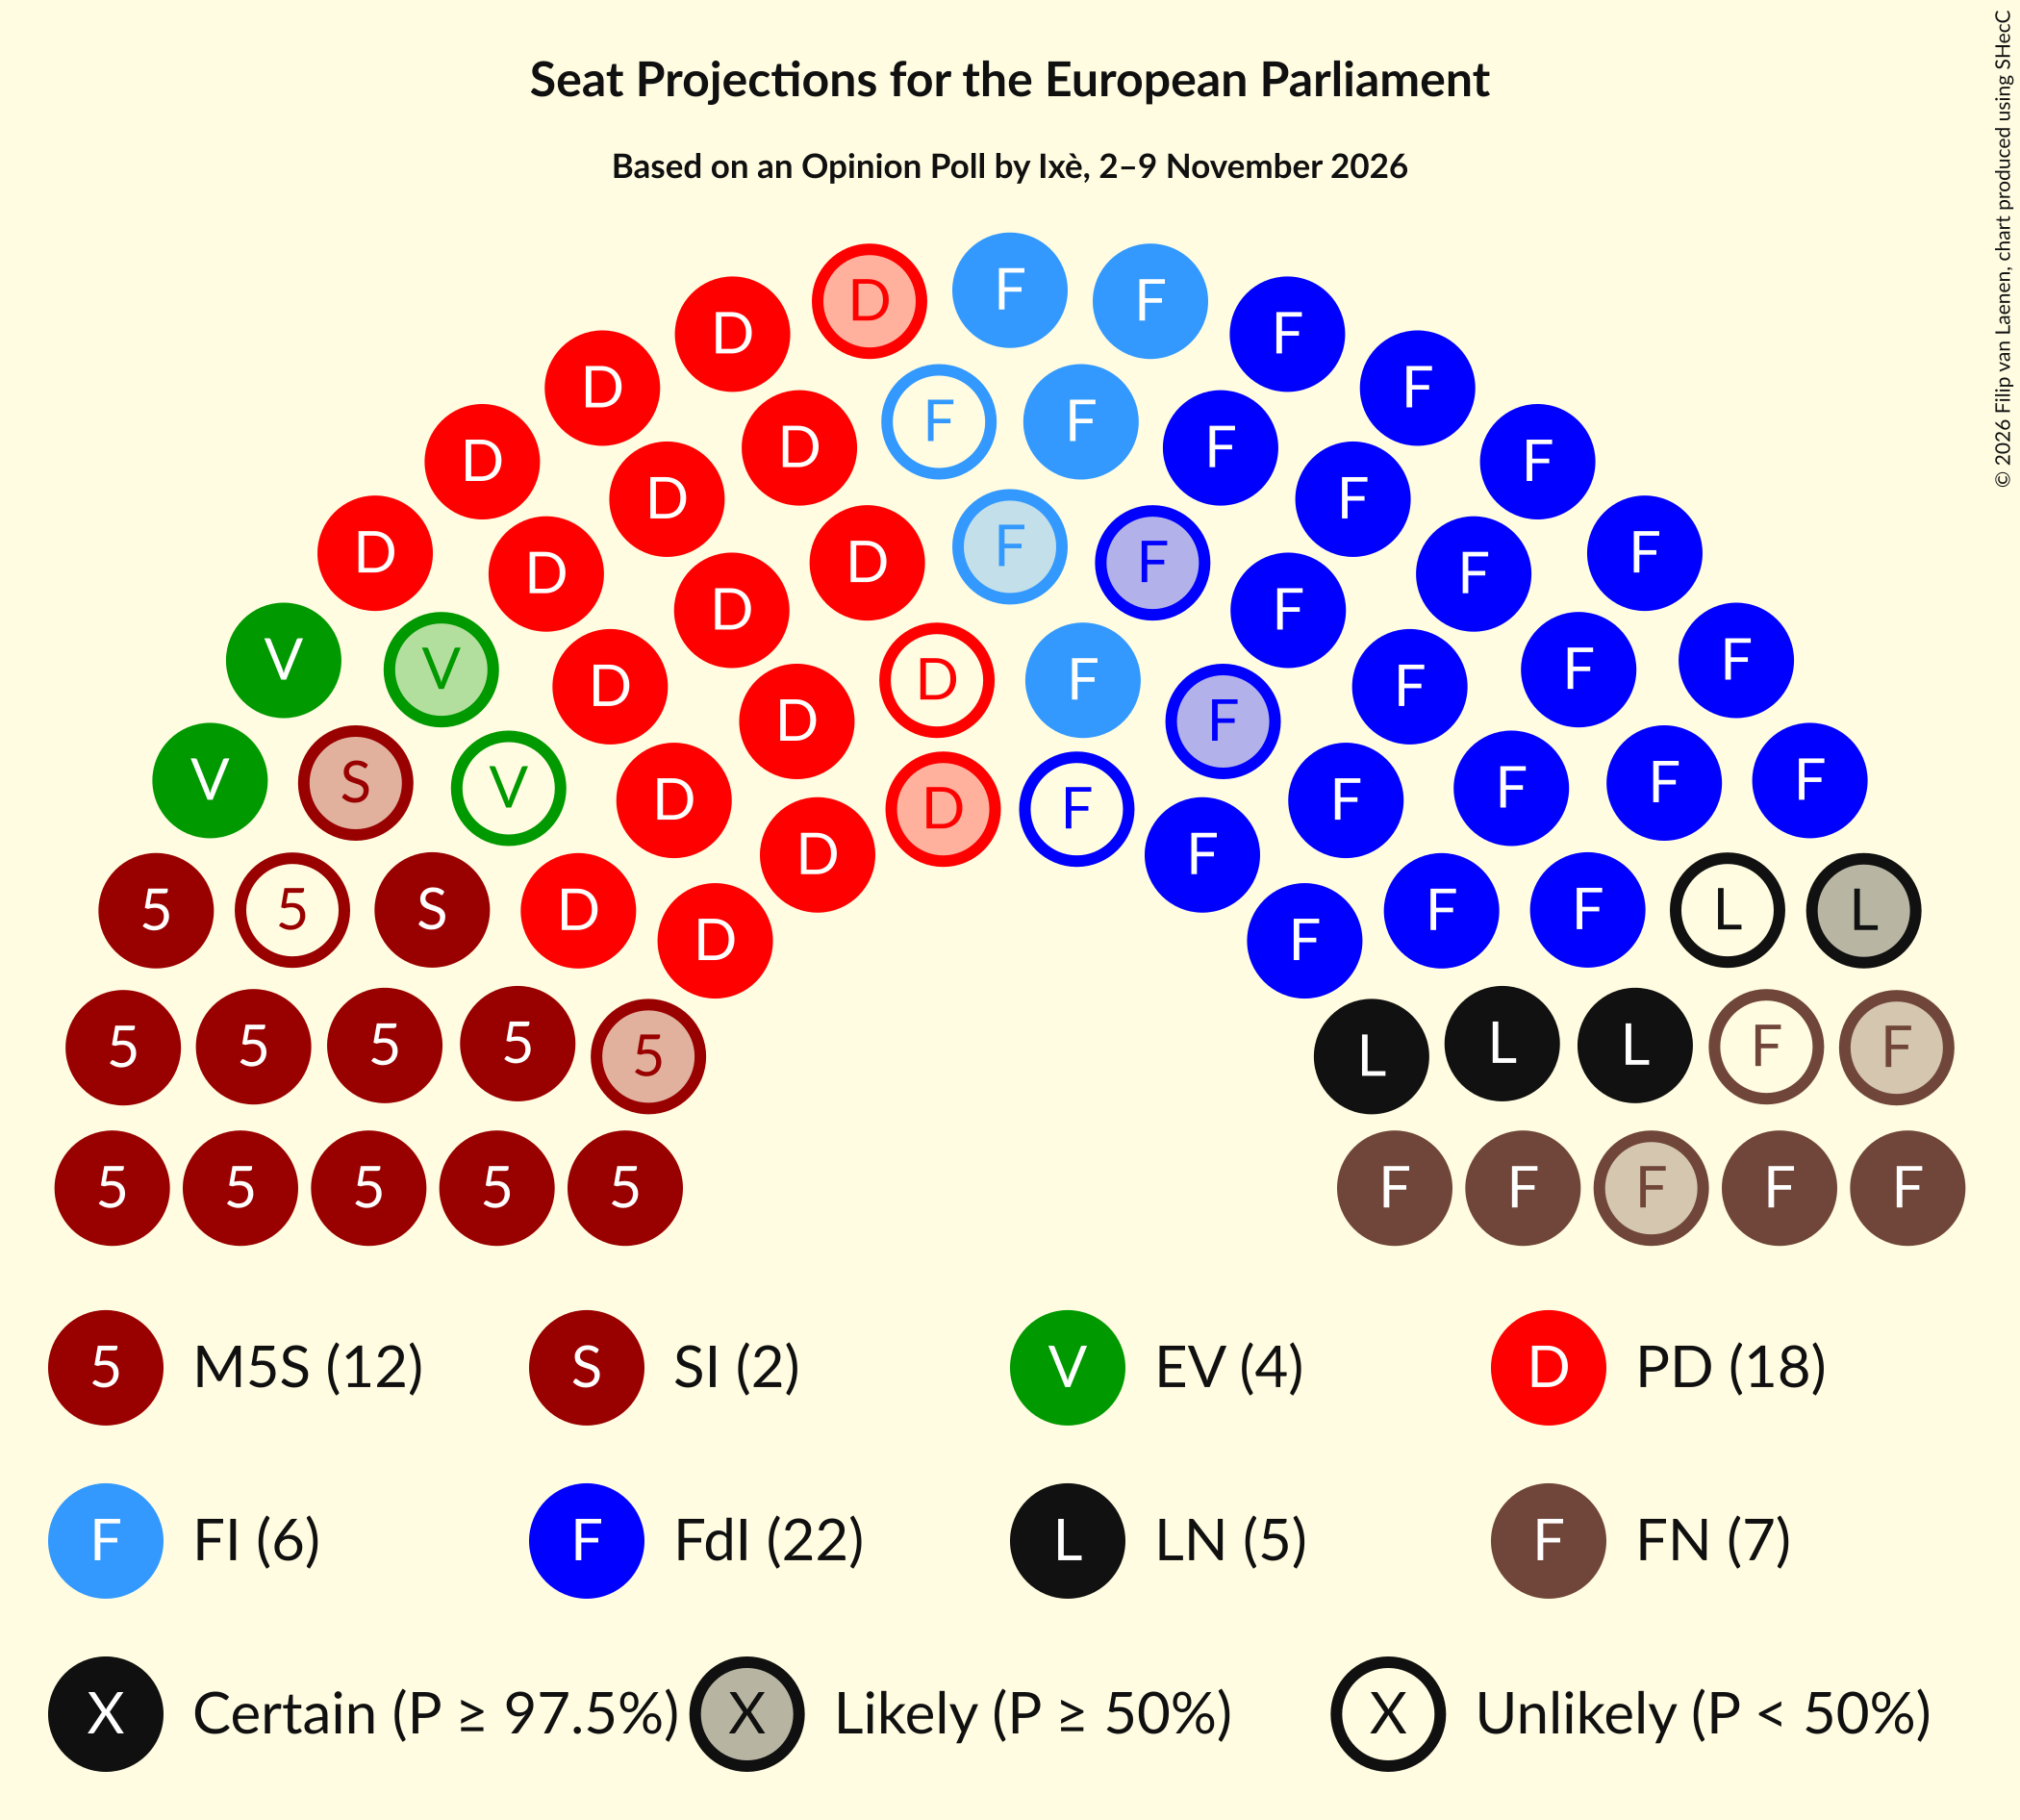 Seat Projections for the European Parliament
Based on an Opinion Poll by Ixè, 2–9 November 2026
© 2026 Filip van Laenen, chart produced using SHecC
D F F
D F
D F
F F
D D F F
D F
D F
D F F F
D D F
D F
V D F F
V D F F F
D F
V S V D F F F F
D F
D F
5 5 S D F F L L
D F
5 5 5 5 5 L L L F F
5 5 5 5 5 F F F F F
5 M5S (12) S SI (2) V EV (4) D PD (18)
F FI (6) F FdI (22) L LN (5) F FN (7)
X Certain (P ≥ 97.5%) X Likely (P ≥ 50%) X Unlikely (P < 50%)